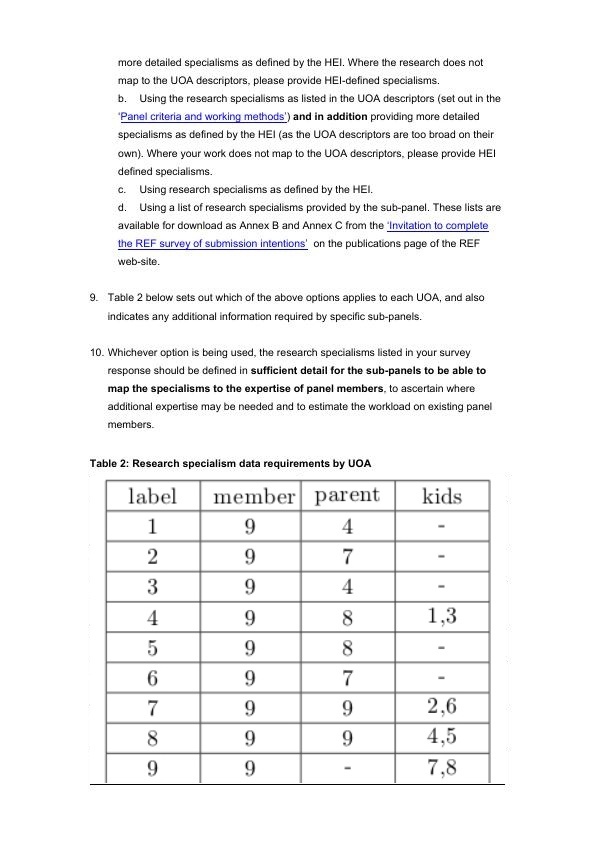 more detailed specialisms as defined by the HEI. Where the research does not
map to the UOA descriptors, please provide HEI-defined specialisms.
b. Using the research specialisms as listed in the UOA descriptors (set out in the
‘Panel criteria and working methods’) and in addition providing more detailed
specialisms as defined by the HEI (as the UOA descriptors are too broad on their
own). Where your work does not map to the UOA descriptors, please provide HEI
defined specialisms.
c. Using research specialisms as defined by the HEI.
d. Using a list of research specialisms provided by the sub-panel. These lists are
available for download as Annex B and Annex C from the ‘Invitation to complete
the REF survey of submission intentions’ on the publications page of the REF
web-site.
9. Table 2 below sets out which of the above options applies to each UOA, and also
indicates any additional information required by specific sub-panels.
10. Whichever option is being used, the research specialisms listed in your survey
response should be defined in sufficient detail for the sub-panels to be able to
map the specialisms to the expertise of panel members, to ascertain where
additional expertise may be needed and to estimate the workload on existing panel
members.
Table 2: Research specialism data requirements by UOA
label member parent kids
1 9 4 -
2 9 7 -
3 9 4 -
4 9 8 1,3
5 9 8 -
6 9 7 -
7 9 9 2,6
8 9 9 4,5
9 9 - 7,8